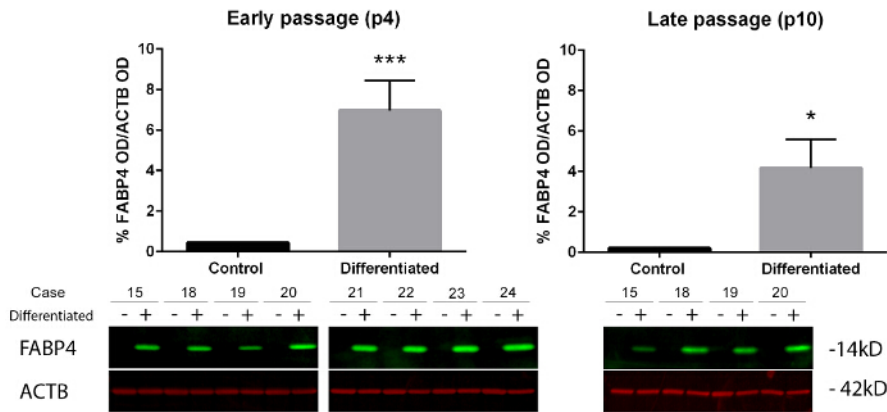 Early passage (p4)
Late passage (p10)
% FABP4 OD/ACTB OD
10
8
6
4
2
0
***
Control
Differentiated
% FABP4 OD/ACTB OD
10
8
6
4
2
0
*
Control
Differentiated
Case 15 18 19 20 21 22 23 24 15 18 19 20
Differentiated - + - + - + - + - + - + - + - + - + - + - + - +
FABP4 -14kD
ACTB - 42kD